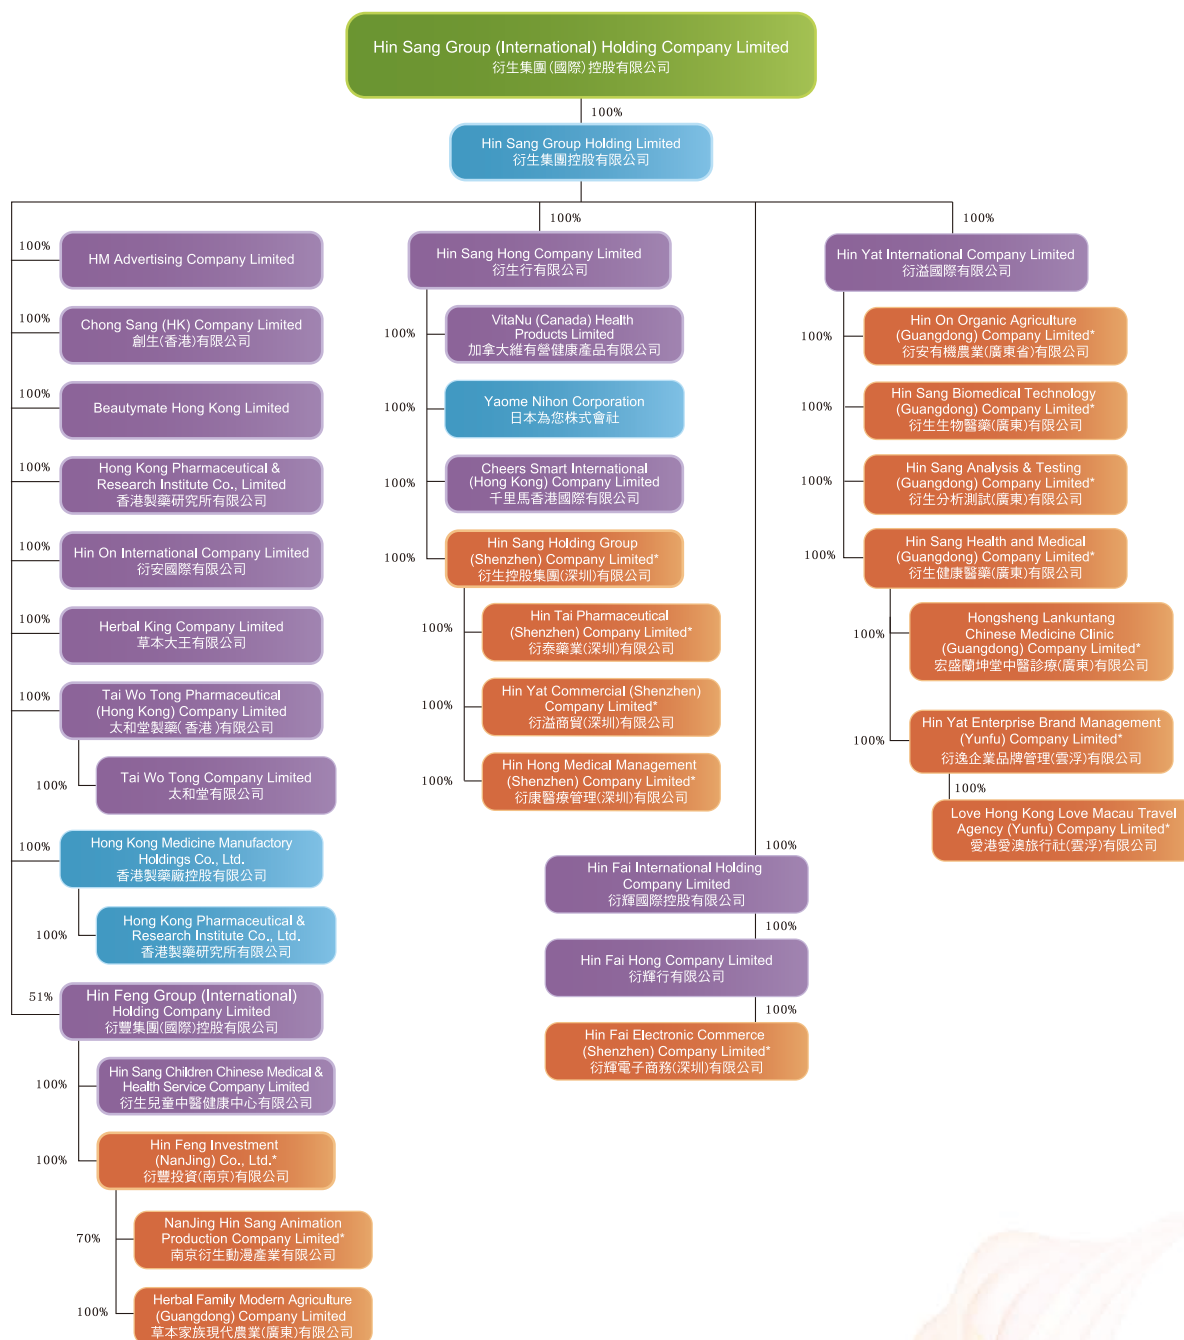 Hin Sang Group (International) Holding Company Limited
衍生集團(國際)控股有限公司
100%
Hin Sang Group Holding Limited
衍生集團控股有限公司
100%
HM Advertising Company Limited
100%
Chong Sang (HK) Company Limited
創生(香港)有限公司
Beautymate Hong Kong Limited
100%
100%
Hong Kong Pharmaceutical &
Research Institute Co., Limited
香港製藥研究所有限公司
100%
Hin On International Company Limited
衍安國際有限公司
100%
Herbal King Company Limited
草本大王有限公司
100%
Tai Wo Tong Pharmaceutical
(Hong Kong) Company Limited
太和堂製藥(香港)有限公司
100%
Tai Wo Tong Company Limited
太和堂有限公司
100%
Hong Kong Medicine Manufactory
Holdings Co., Ltd.
香港製藥廠控股有限公司
100%
Hong Kong Pharmaceutical &
Research Institute Co., Ltd.
香港製藥研究所有限公司
51%
Hin Feng Group (International)
Holding Company Limited
衍豐集團(國際)控股有限公司
100%
Hin Sang Children Chinese Medical &
Health Service Company Limited
衍生兒童中醫健康中心有限公司
100%
Hin Feng Investment
(NanJing) Co., Ltd.*
衍豐投資(南京)有限公司
70%
NanJing Hin Sang Animation
Production Company Limited*
南京衍生動漫產業有限公司
100%
Herbal Family Modern Agriculture
(Guangdong) Company Limited
草本家族現代農業(廣東)有限公司
100%
Hin Sang Hong Company Limited
衍生行有限公司
100%
VitaNu (Canada) Health
Products Limited
加拿大維有營健康產品有限公司
100%
Yaome Nihon Corporation
日本為您株式會社
100%
Cheers Smart International
(Hong Kong) Company Limited
千里馬香港國際有限公司
100%
Hin Sang Holding Group
(Shenzhen) Company Limited*
衍生控股集團(深圳)有限公司
100%
Hin Tai Pharmaceutical
(Shenzhen) Company Limited*
衍泰藥業(深圳)有限公司
100%
Hin Yat Commercial (Shenzhen)
Company Limited*
衍溢商貿(深圳)有限公司
100%
Hin Hong Medical Management
(Shenzhen) Company Limited*
衍康醫療管理(深圳)有限公司
100%
Hin Fai International Holding
Company Limited
衍輝國際控股有限公司
100%
Hin Fai Hong Company Limited
衍輝行有限公司
100%
Hin Fai Electronic Commerce
(Shenzhen) Company Limited*
衍輝電子商務(深圳)有限公司
100%
Hin Yat International Company Limited
衍溢國際有限公司
100%
Hin On Organic Agriculture
(Guangdong) Company Limited*
衍安有機農業(廣東省)有限公司
100%
Hin Sang Biomedical Technology
(Guangdong) Company Limited*
衍生生物醫藥(廣東)有限公司
100%
Hin Sang Analysis & Testing
(Guangdong) Company Limited*
衍生分析測試(廣東)有限公司
100%
Hin Sang Health and Medical
(Guangdong) Company Limited*
衍生健康醫藥(廣東)有限公司
100%
Hongsheng Lankuntang
Chinese Medicine Clinic
(Guangdong) Company Limited*
宏盛蘭坤堂中醫診療(廣東)有限公司
100%
Hin Yat Enterprise Brand Management
(Yunfu) Company Limited*
衍逸企業品牌管理(雲浮)有限公司
100%
Love Hong Kong Love Macau Travel
Agency (Yunfu) Company Limited*
愛港愛澳旅行社(雲浮)有限公司